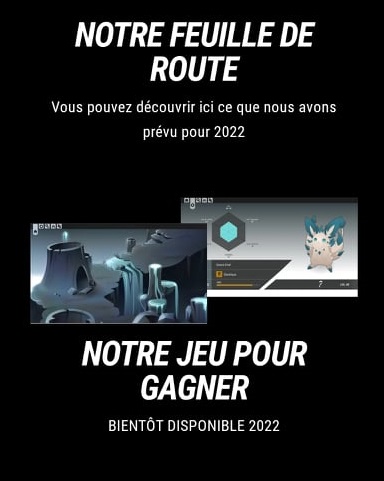 NOTRE FEUILLE DE
ROUTE
Vous pouvez découvrir ici ce que nous avons
prévu pour 2022
NOTRE JEU POUR
GAGNER
BIENTÔT DISPONIBLE 2022